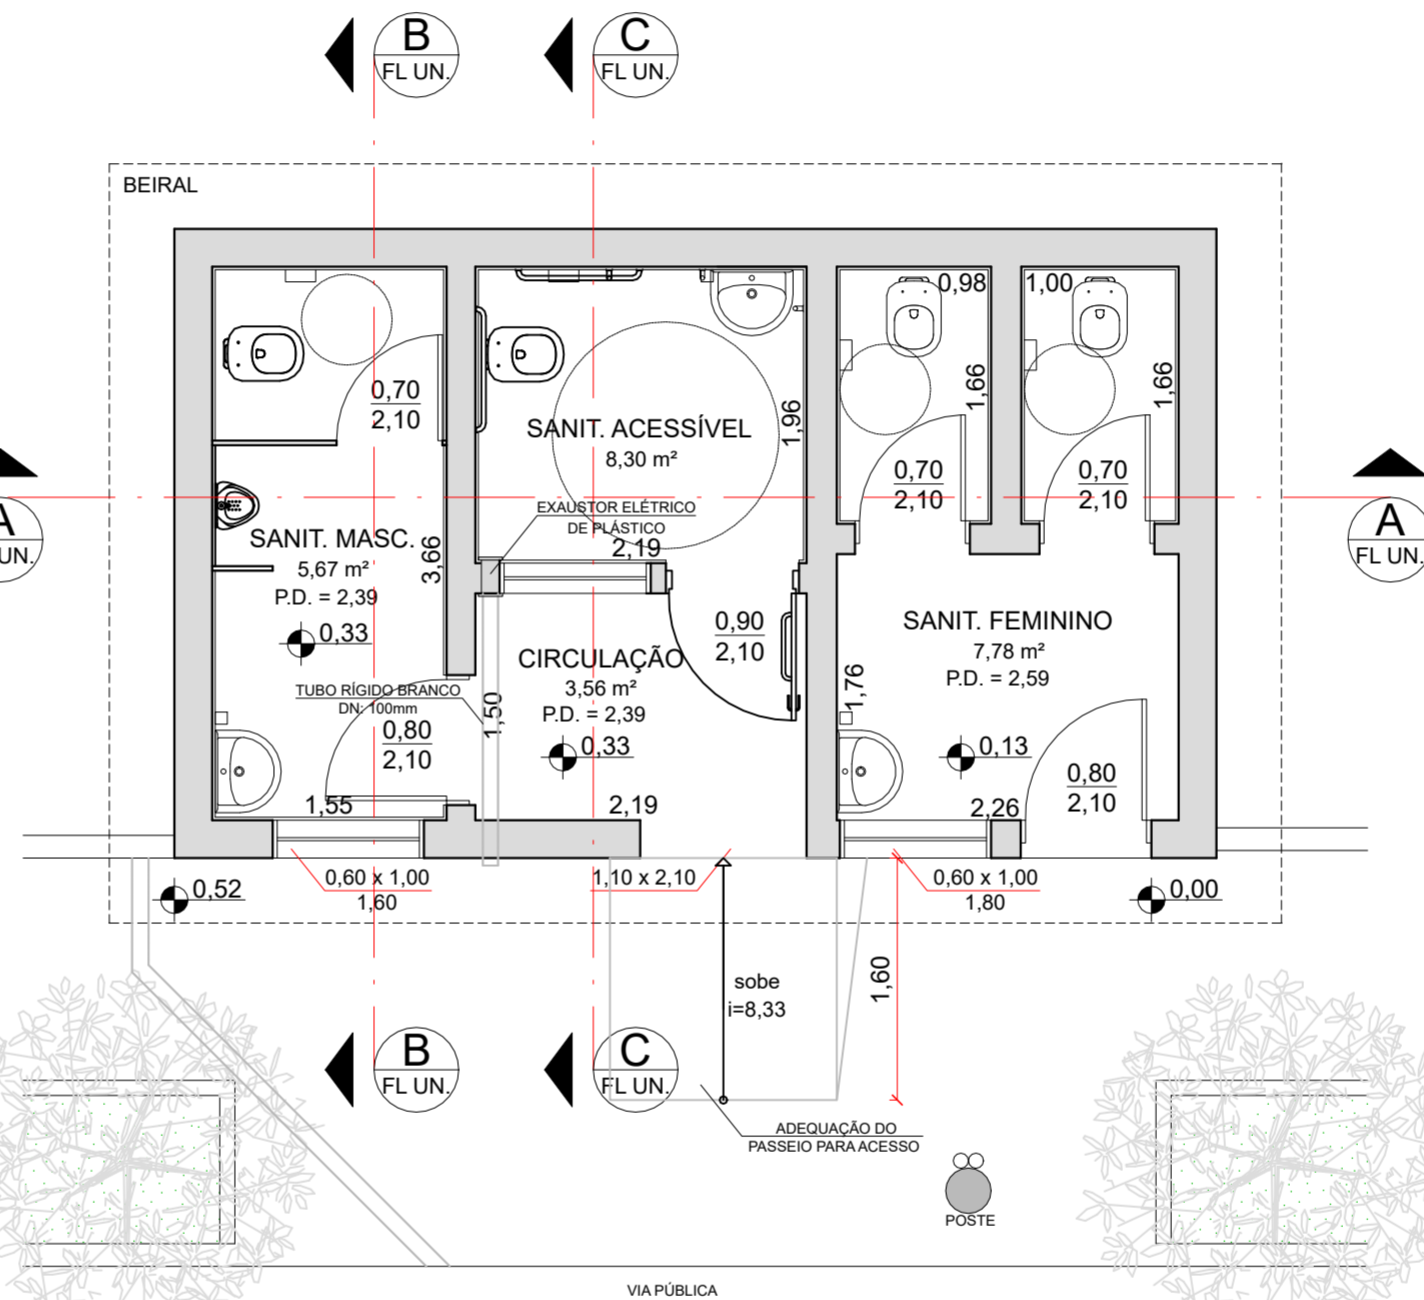 B
FL UN.
C
FL UN.
BEIRAL
0,98
1,00
0,70
2,10
1,66
1,66
SANIT. ACESSÍVEL
8,30 m²
1,96
0,70
2,10
0,70
2,10
A
UN.
A
FL UN.
EXAUSTOR ELÉTRICO
DE PLÁSTICO
2,19
SANIT. MASC.
5,67 m²
P.D. = 2,39
0,33
3,66
CIRCULAÇÃO
3,56 m²
P.D. = 2,39
0,33
0,90
2,10
SANIT. FEMININO
7,78 m²
P.D. = 2,59
0,13
1,76
TUBO RÍGIDO BRANCO
DN: 100mm
1,50
0,80
2,10
0,80
2,10
1,55
2,19
2,26
0,52
0,60 x 1,00
1,60
1,10 x 2,10
0,60 x 1,00
1,80
0,00
sobe
i=8,33
1,60
B
FL UN.
C
FL UN.
ADEQUAÇÃO DO
PASSEIO PARA ACESSO
POSTE
VIA PÚBLICA